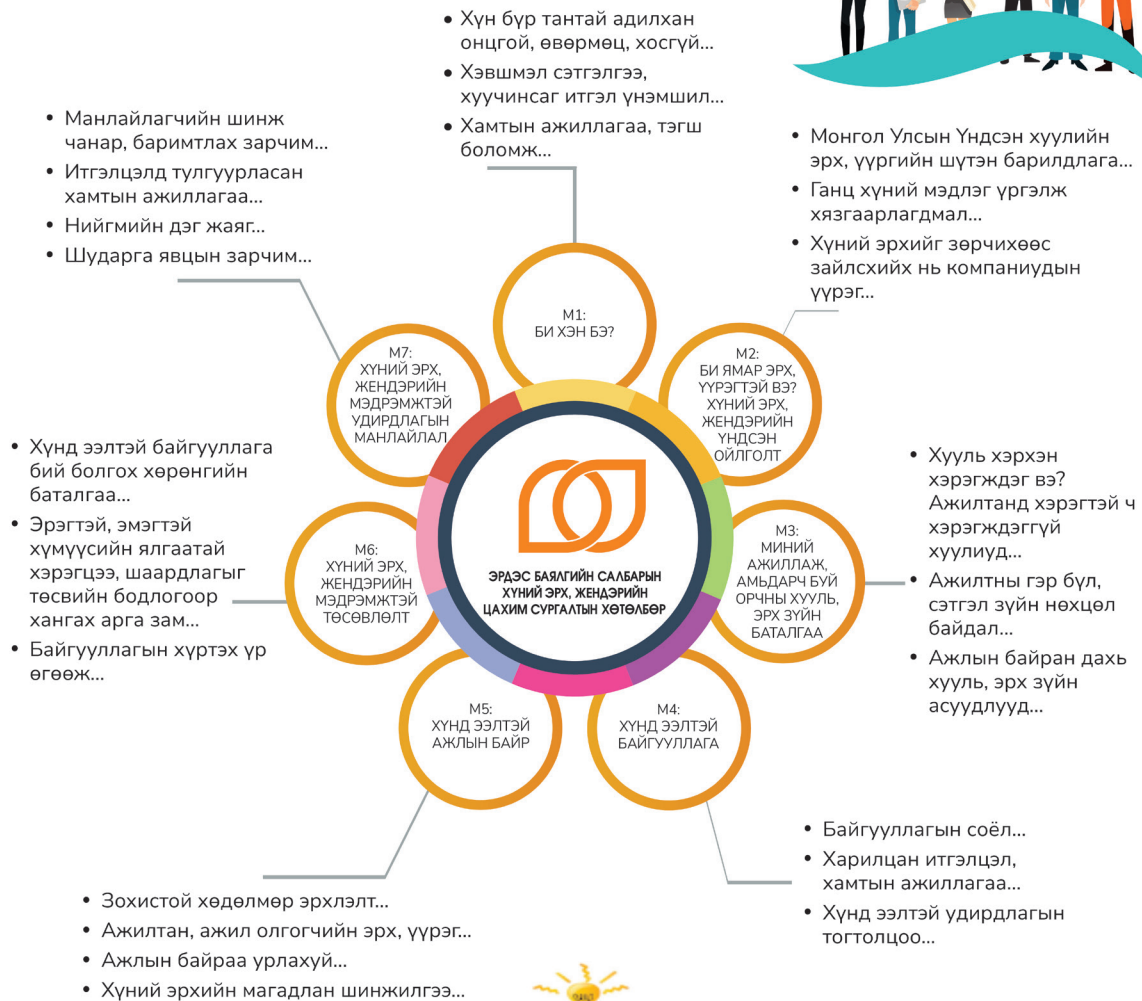 • Хүн бүр тантай адилхан
онцгой, өвөрмөц, хосгүй...
• Хэвшмэл сэтгэлгээ,
хуучинсаг итгэл үнэмшил...
• Хамтын ажиллагаа, тэгш
боломж...
• Манлайлагчийн шинж
чанар, баримтлах зарчим...
• Итгэлцэлд тулгуурласан
хамтын ажиллагаа...
• Нийгмийн дэг жаяг...
• Шударга явцын зарчим...
• Монгол Улсын Үндсэн хуулийн
эрх, үүргийн шүтэн барилдлага...
• Ганц хүний мэдлэг үргэлж
хязгаарлагдмал...
• Хүний эрхийг зөрчихөөс
зайлсхийх нь компаниудын
үүрэг...
М1:
БИ ХЭН БЭ?
М7:
ХҮНИЙ ЭРХ,
ЖЕНДЭРИЙН
МЭДРЭМЖТЭЙ
УДИРДЛАГЫН
МАНЛАЙЛАЛ
М2:
БИ ЯМАР ЭРХ,
ҮҮРЭГТЭЙ ВЭ?
ХҮНИЙ ЭРХ,
ЖЕНДЭРИЙН
ҮНДСЭН
ОЙЛГОЛТ
• Хүнд ээлтэй байгууллага
бий болгох хөрөнгийн
баталгаа...
• Эрэгтэй, эмэгтэй
хүмүүсийн ялгаатай
хэрэгцээ, шаардлагыг
төсвийн бодлогоор
хангах арга зам...
• Байгууллагын хүртэх үр
өгөөж...
М6:
ХҮНИЙ ЭРХ,
ЖЕНДЭРИЙН
МЭДРЭМЖТЭЙ
ТӨСӨВЛӨЛТ
ЭРДЭС БАЯЛГИЙН САЛБАРЫН
ХҮНИЙ ЭРХ, ЖЕНДЭРИЙН
ЦАХИМ СУРГАЛТЫН ХӨТӨЛБӨР
М3:
МИНИЙ
АЖИЛЛАЖ,
АМЬДАРЧ БУЙ
ОРЧНЫ ХУУЛЬ,
ЭРХ ЗҮЙН
БАТАЛГАА
• Хууль хэрхэн
хэрэгждэг вэ?
Ажилтанд хэрэгтэй ч
хэрэгждэггүй
хуулиуд...
• Ажилтны гэр бүл,
сэтгэл зүйн нөхцөл
байдал...
• Ажлын байран дахь
хууль, эрх зүйн
асуудлууд...
М5:
ХҮНД ЭЭЛТЭЙ
АЖЛЫН БАЙР
М4:
ХҮНД ЭЭЛТЭЙ
БАЙГУУЛЛАГА
• Зохистой хөдөлмөр эрхлэлт...
• Ажилтан, ажил олгогчийн эрх, үүрэг...
• Ажлын байраа урлахуй...
• Хүний эрхийн магадлан шинжилгээ...
• Байгууллагын соёл...
• Харилцан итгэлцэл,
хамтын ажиллагаа...
• Хүнд ээлтэй удирдлагын
тогтолцоо...